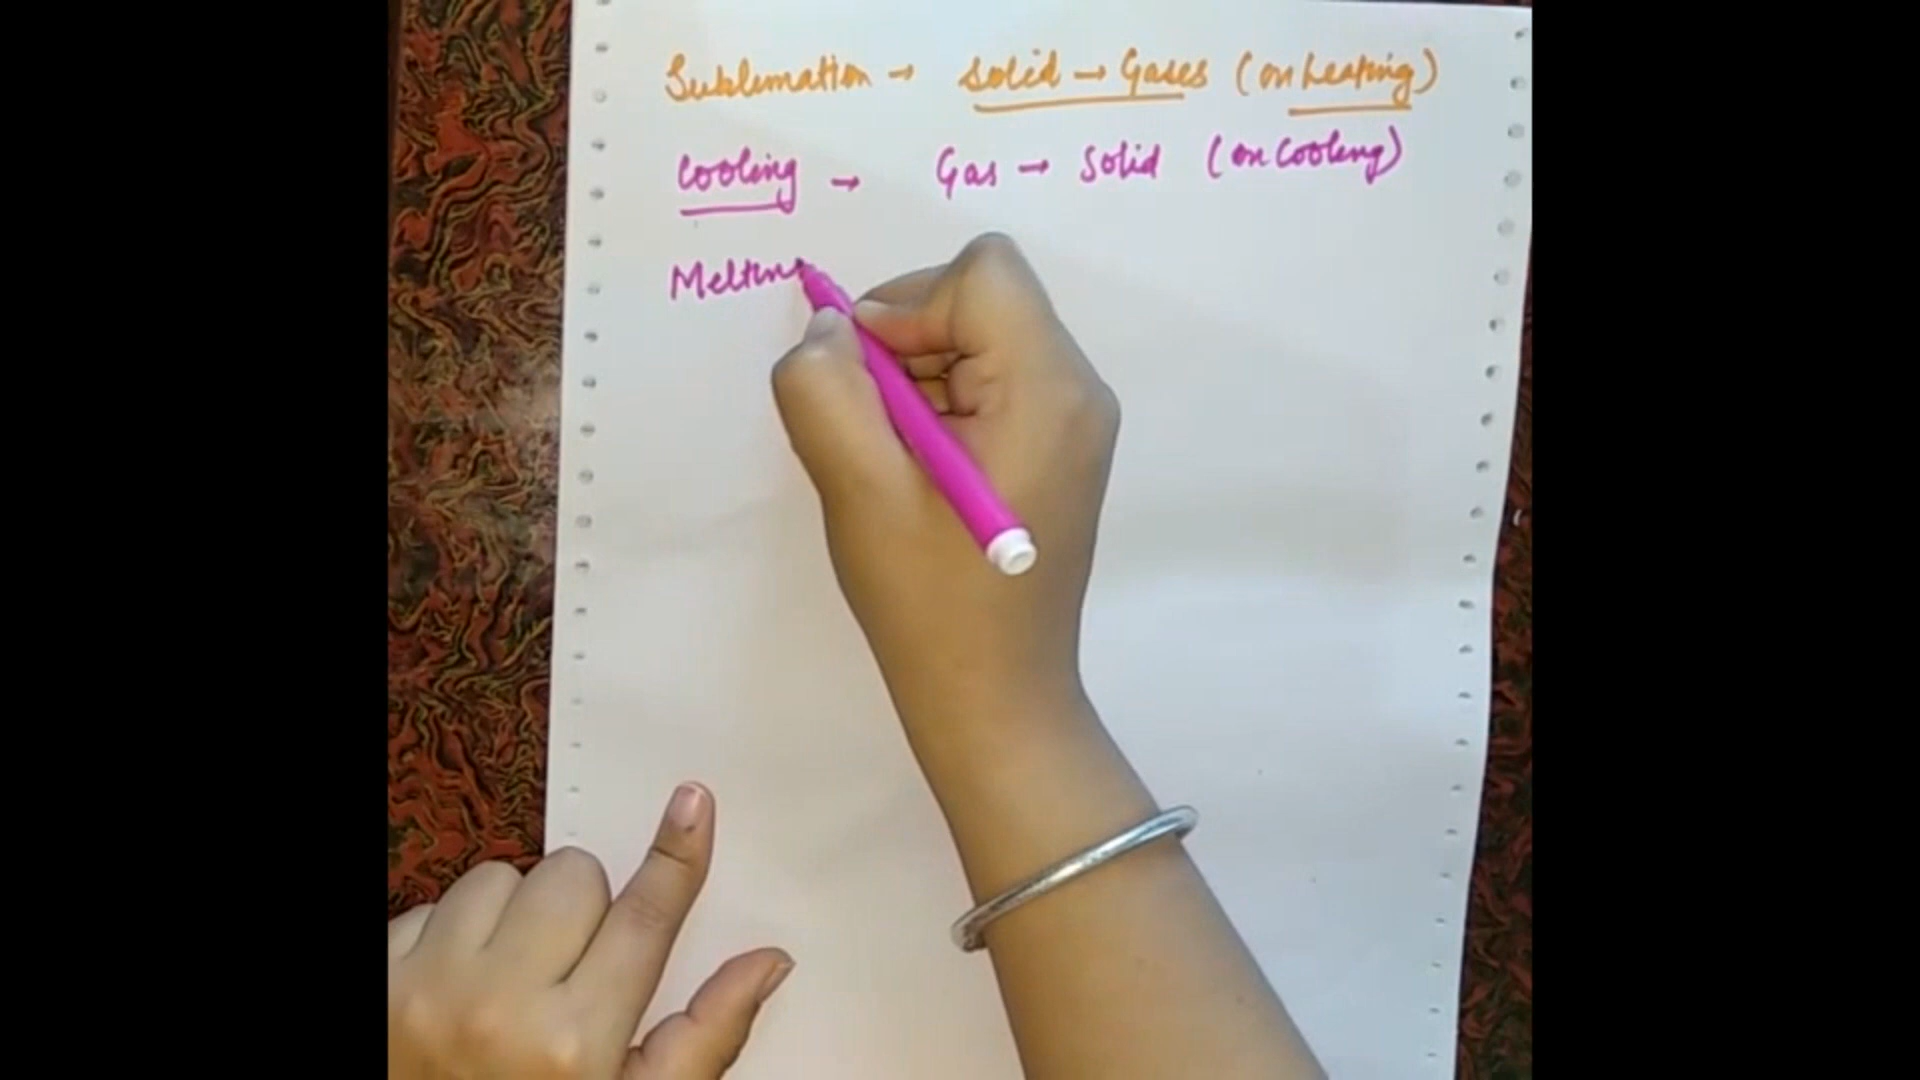 Sublimation → Solid → Gases (on heating)
Cooling → Gas → Solid (on Cooling)
Meltin